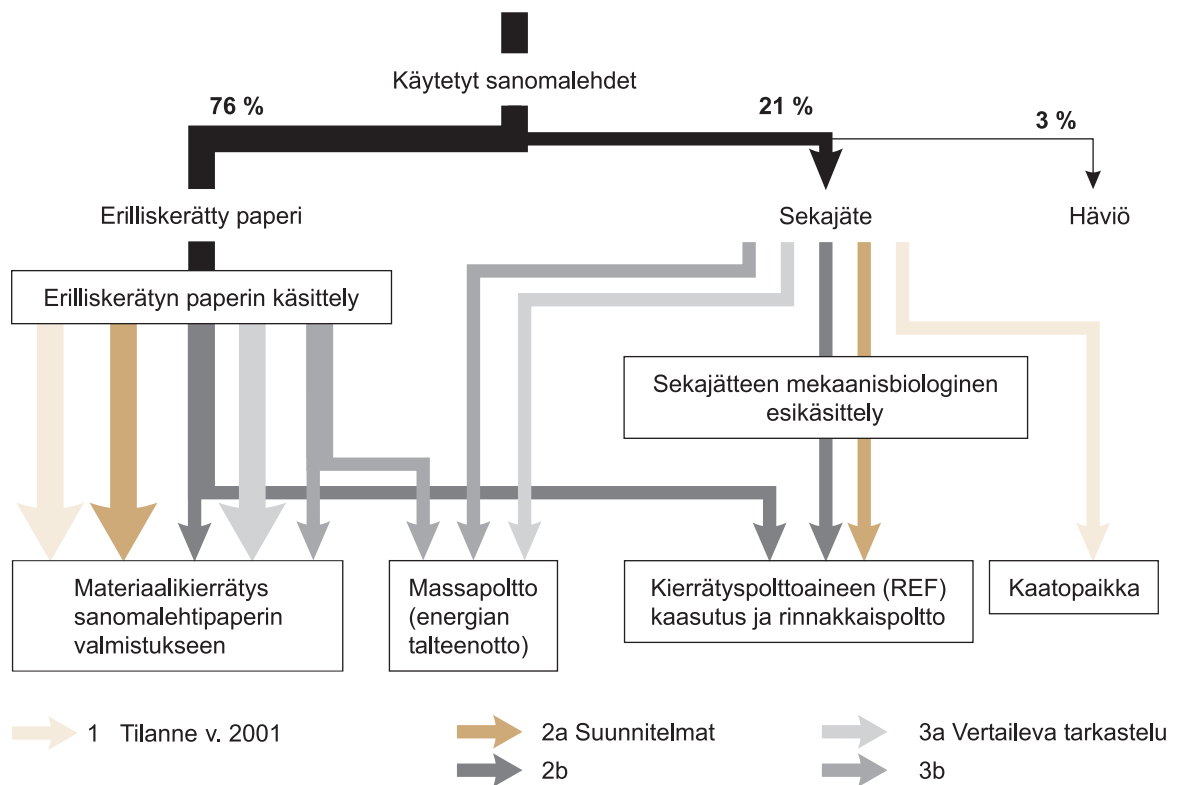 Käytetyt sanomalehdet
76 %
21 %
3 %
Erilliskerätty paperi
Sekajäte
Häviö
Erilliskerätyn paperin käsittely
Sekajätteen mekaanisbiologinen
esikäsittely
Materiaalikierrätys
sanomalehtipaperin
valmistukseen
Massapoltto
(energian
talteenotto)
Kierrätyspolttoaineen (REF)
kaasutus ja rinnakkaispoltto
Kaatopaikka
1 Tilanne v. 2001
2a Suunnitelmat
2b
3a Vertaileva tarkastelu
3b